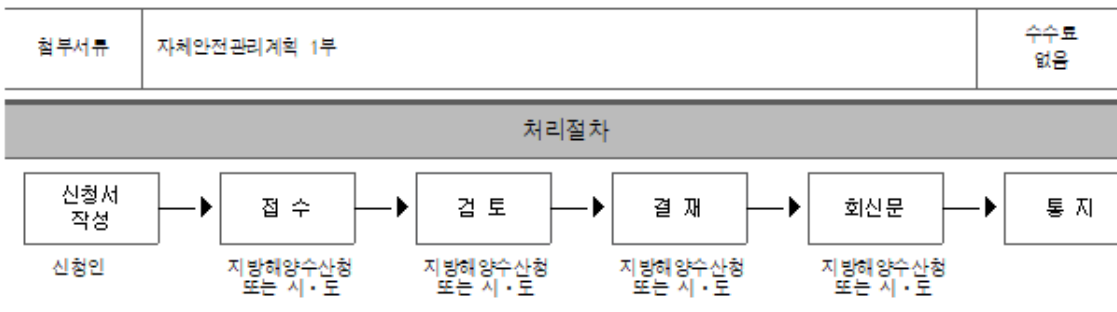 첨부서류 자체안전관리계획 1부 수수료
없음
처리절차
신청서
작성
접 수
검 토
결 재
회신문
통 지
신청인
지방해양수산청
또는 시·도
지방해양수산청
또는 시·도
지방해양수산청
또는 시·도
지방해양수산청
또는 시·도